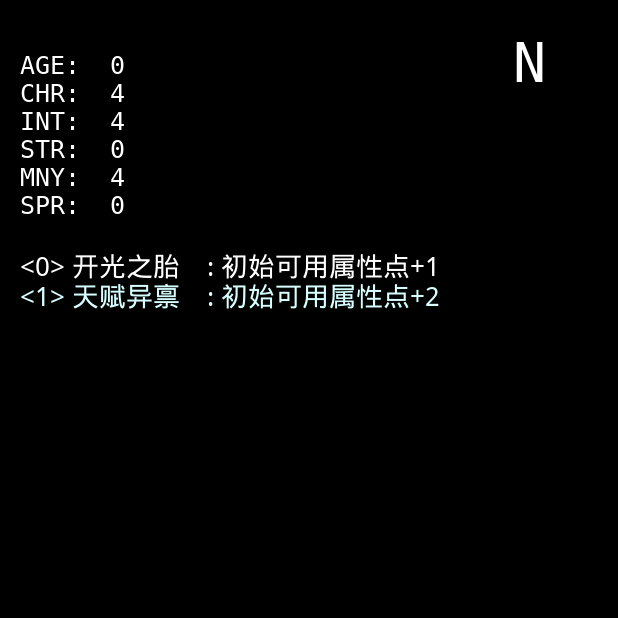 N
AGE: 0
CHR: 4
INT: 4
STR: 0
MNY: 4
SPR: 0
<0> 开光之胎 : 初始可用属性点+1
<1> 天赋异禀 : 初始可用属性点+2